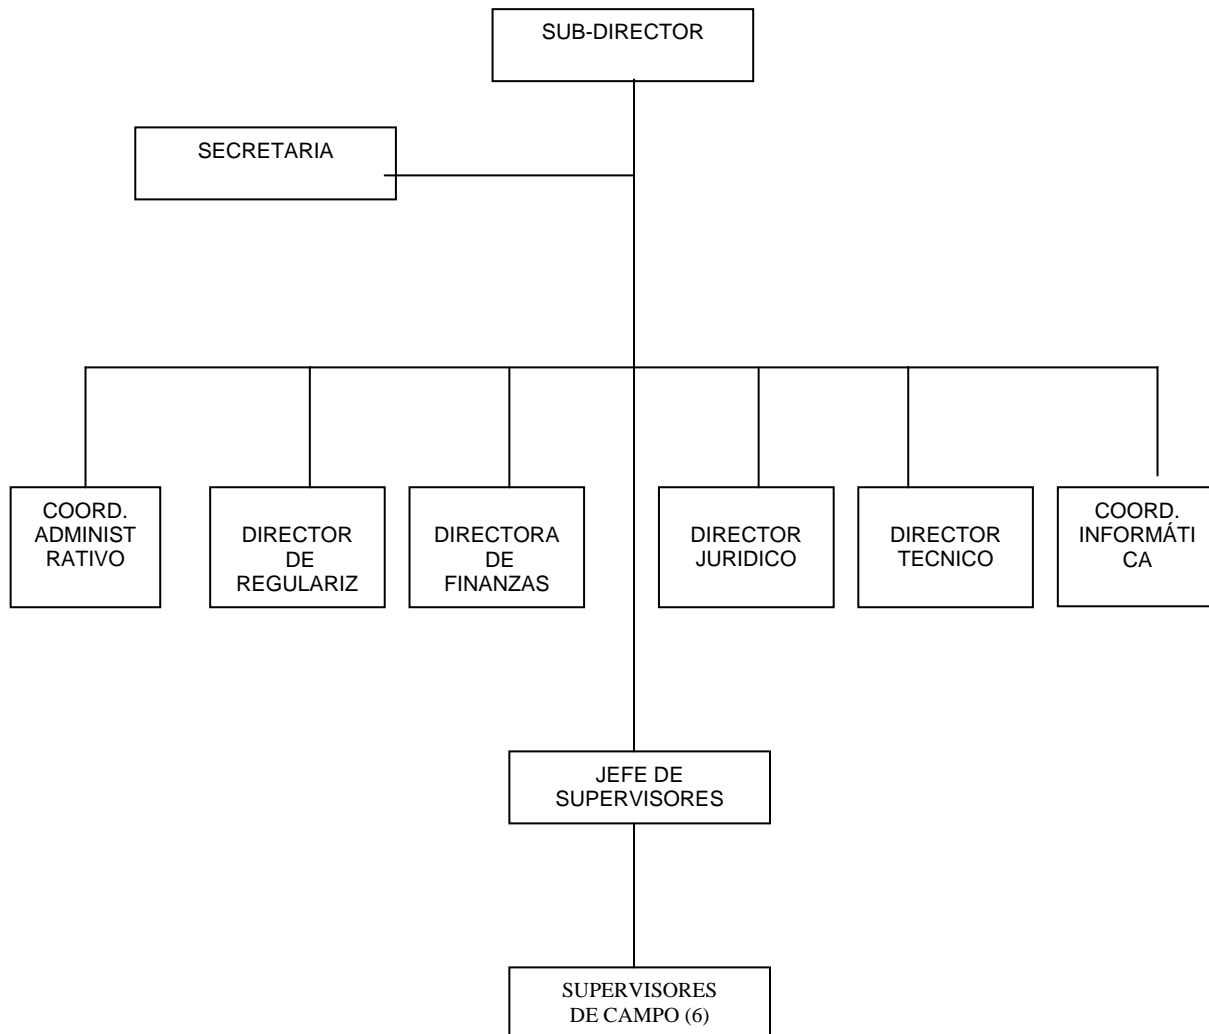 SUB-DIRECTOR
SECRETARIA
COORD.
ADMINIST
RATIVO
DIRECTOR
DE
REGULARIZ
DIRECTORA
DE
FINANZAS
DIRECTOR
JURIDICO
DIRECTOR
TECNICO
COORD.
INFORMÁTI
CA
JEFE DE
SUPERVISORES
SUPERVISORES
DE CAMPO (6)